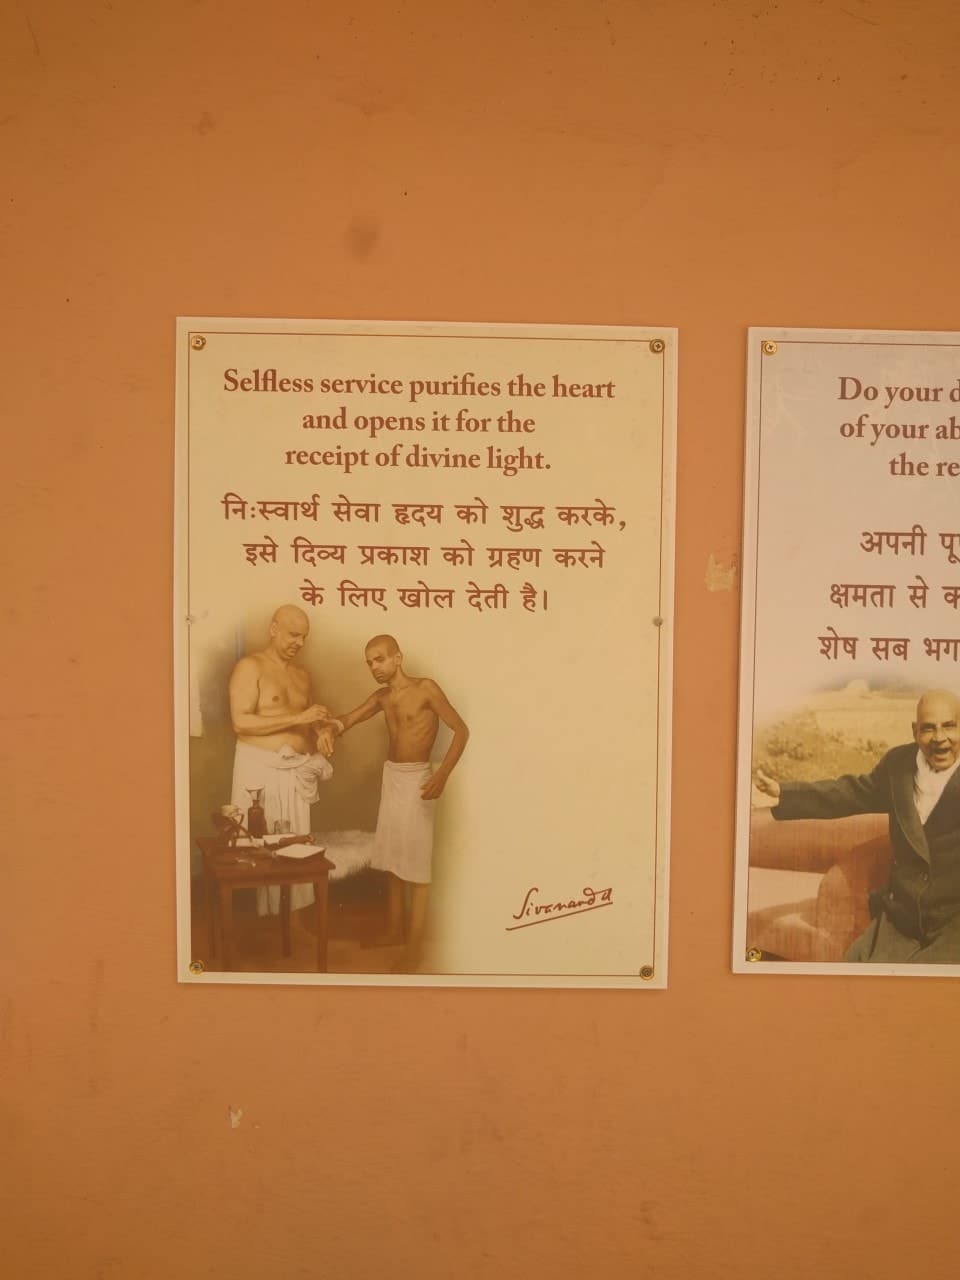 Selfless service purifies the heart
and opens it for the
receipt of divine light.
निःस्वार्थ सेवा हृदय को शुद्ध करके,
इसे दिव्य प्रकाश को ग्रहण करने
के लिए खोल देती है।
Sivananda
Do your
of your
the
अपनी
क्षमता से
शेष सब